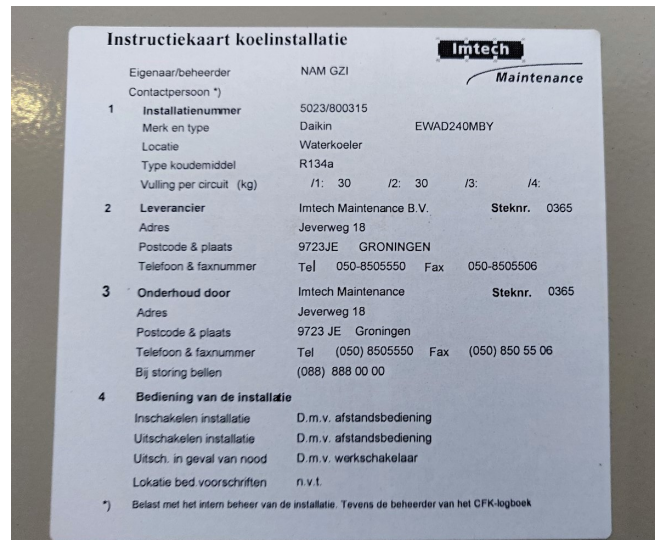 Instructiekaart koelinstallatie
Imtech
Maintenance
Eigenaar/beheerder NAM GZI
Contactpersoon *)
1 Installatienummer 5023/800315
Merk en type Daikin EWAD240MBY
Locatie Waterkoeler
Type koudemiddel R134a
Vulling per circuit (kg) /1: 30 /2: 30 /3: /4:
2 Leverancier Imtech Maintenance B.V. Steknr. 0365
Adres Jeverweg 18
Postcode & plaats 9723JE GRONINGEN
Telefoon & faxnummer Tel 050-8505550 Fax 050-8505506
3 Onderhoud door Imtech Maintenance Steknr. 0365
Adres Jeverweg 18
Postcode & plaats 9723 JE Groningen
Telefoon & faxnummer Tel (050) 8505550 Fax (050) 850 55 06
Bij storing bellen (088) 888 00 00
4 Bediening van de installatie
Inschakelen installatie D.m.v. afstandsbediening
Uitschakelen installatie D.m.v. afstandsbediening
Uitsch. in geval van nood D.m.v. werkschakelaar
Lokatie bed.voorschriften n.v.t.
*) Belast met het intern beheer van de installatie. Tevens de beheerder van het CFK-logboek